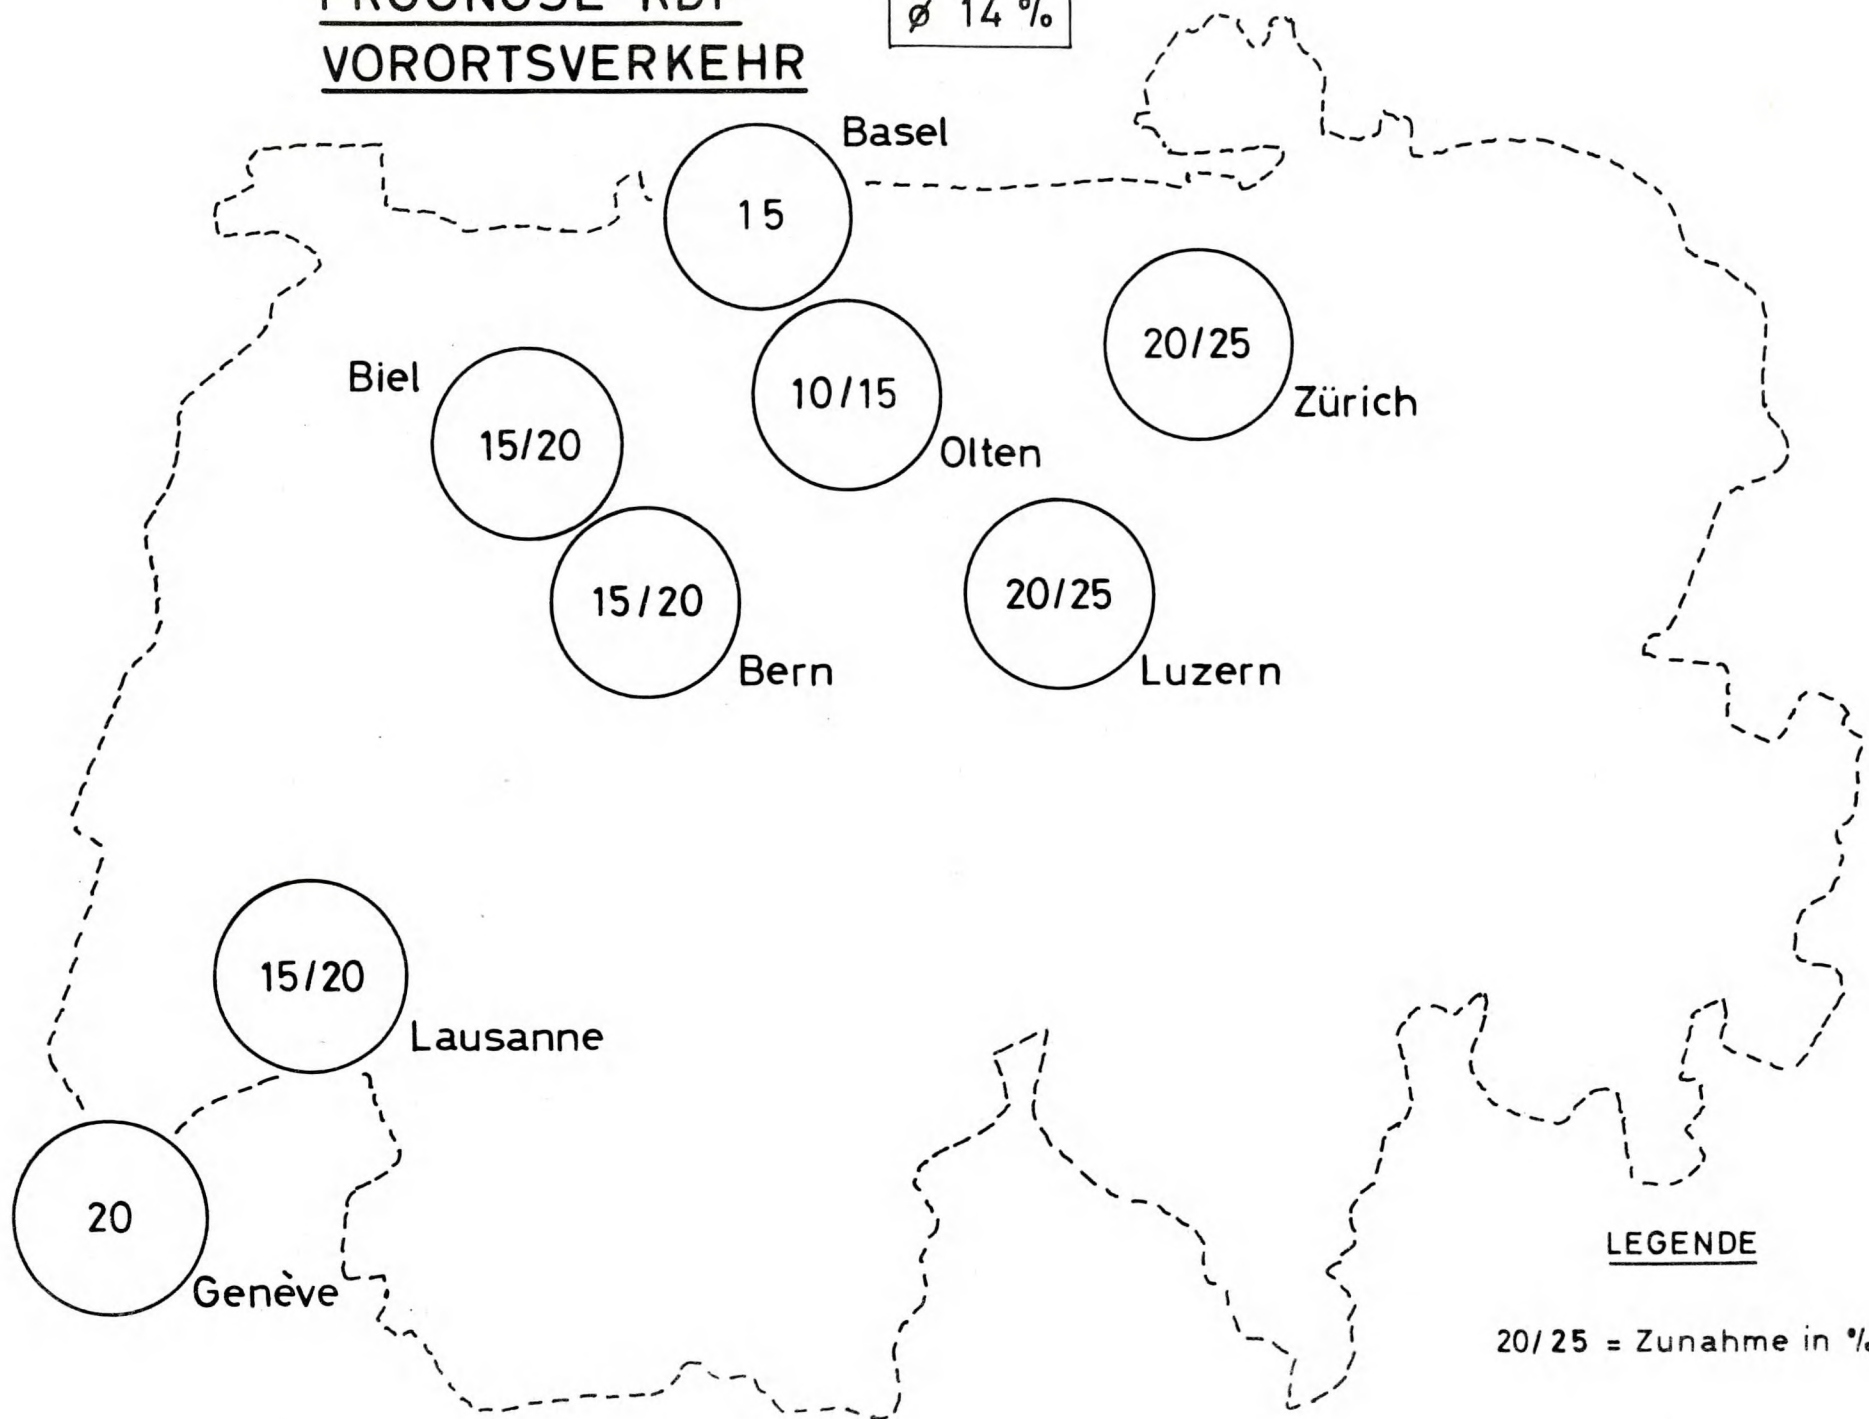 VORORTSVERKEHR
ø 14 %
Basel
15
20/25
Zürich
Biel
15/20
10/15
Olten
15/20
Bern
20/25
Luzern
15/20
Lausanne
20
Genève
LEGENDE
20/25 = Zunahme in %